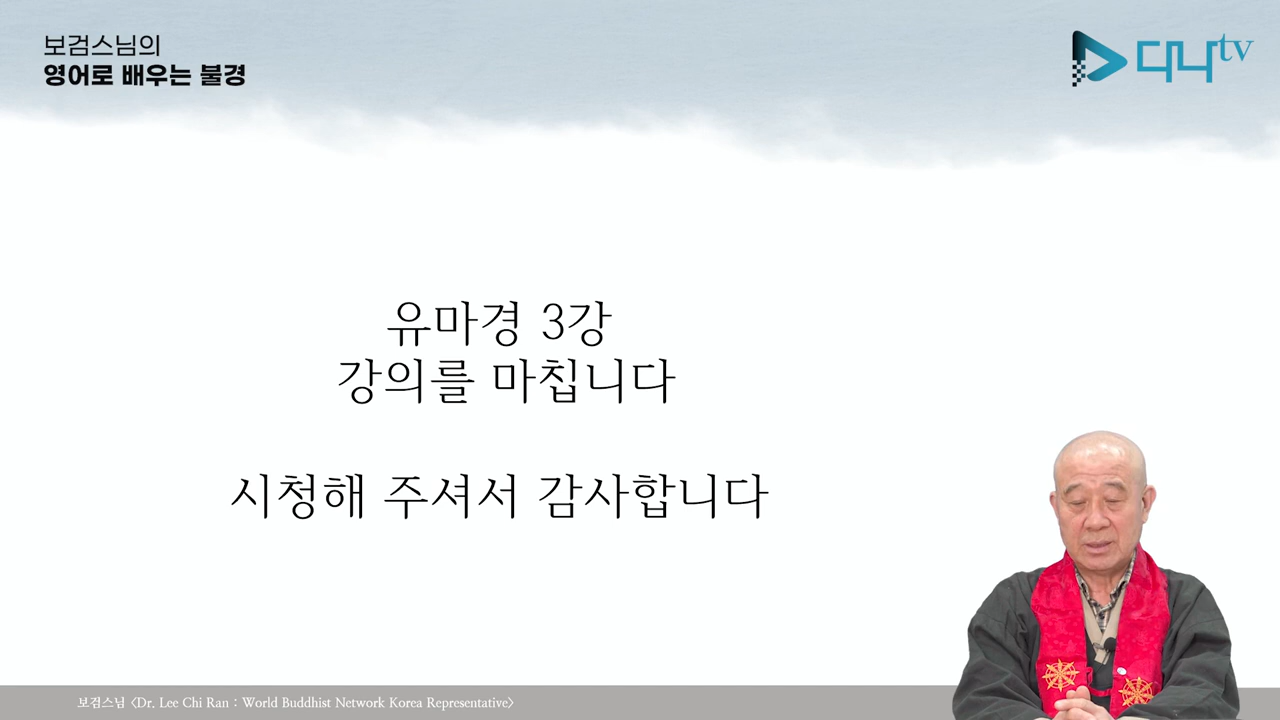 보검스님의
영어로 배우는 불경
디나tv
유마경 3강
강의를 마칩니다
시청해 주셔서 감사합니다
보검스님 <Dr. Lee Chi Ran : World Buddhist Network Korea Representative>